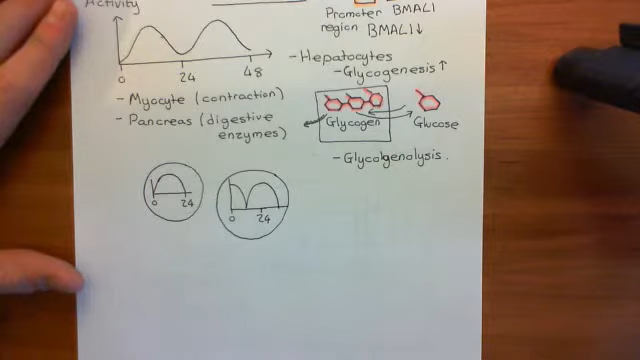 Activity
0 24 48
- Myocyte (contraction)
- Pancreas (digestive
enzymes)
0 24
0 24
Promoter BMAL1
region BMAL1↓
- Hepatocytes
- Glycogenesis↑
Glycogen Glucose
- Glycolgenolysis.